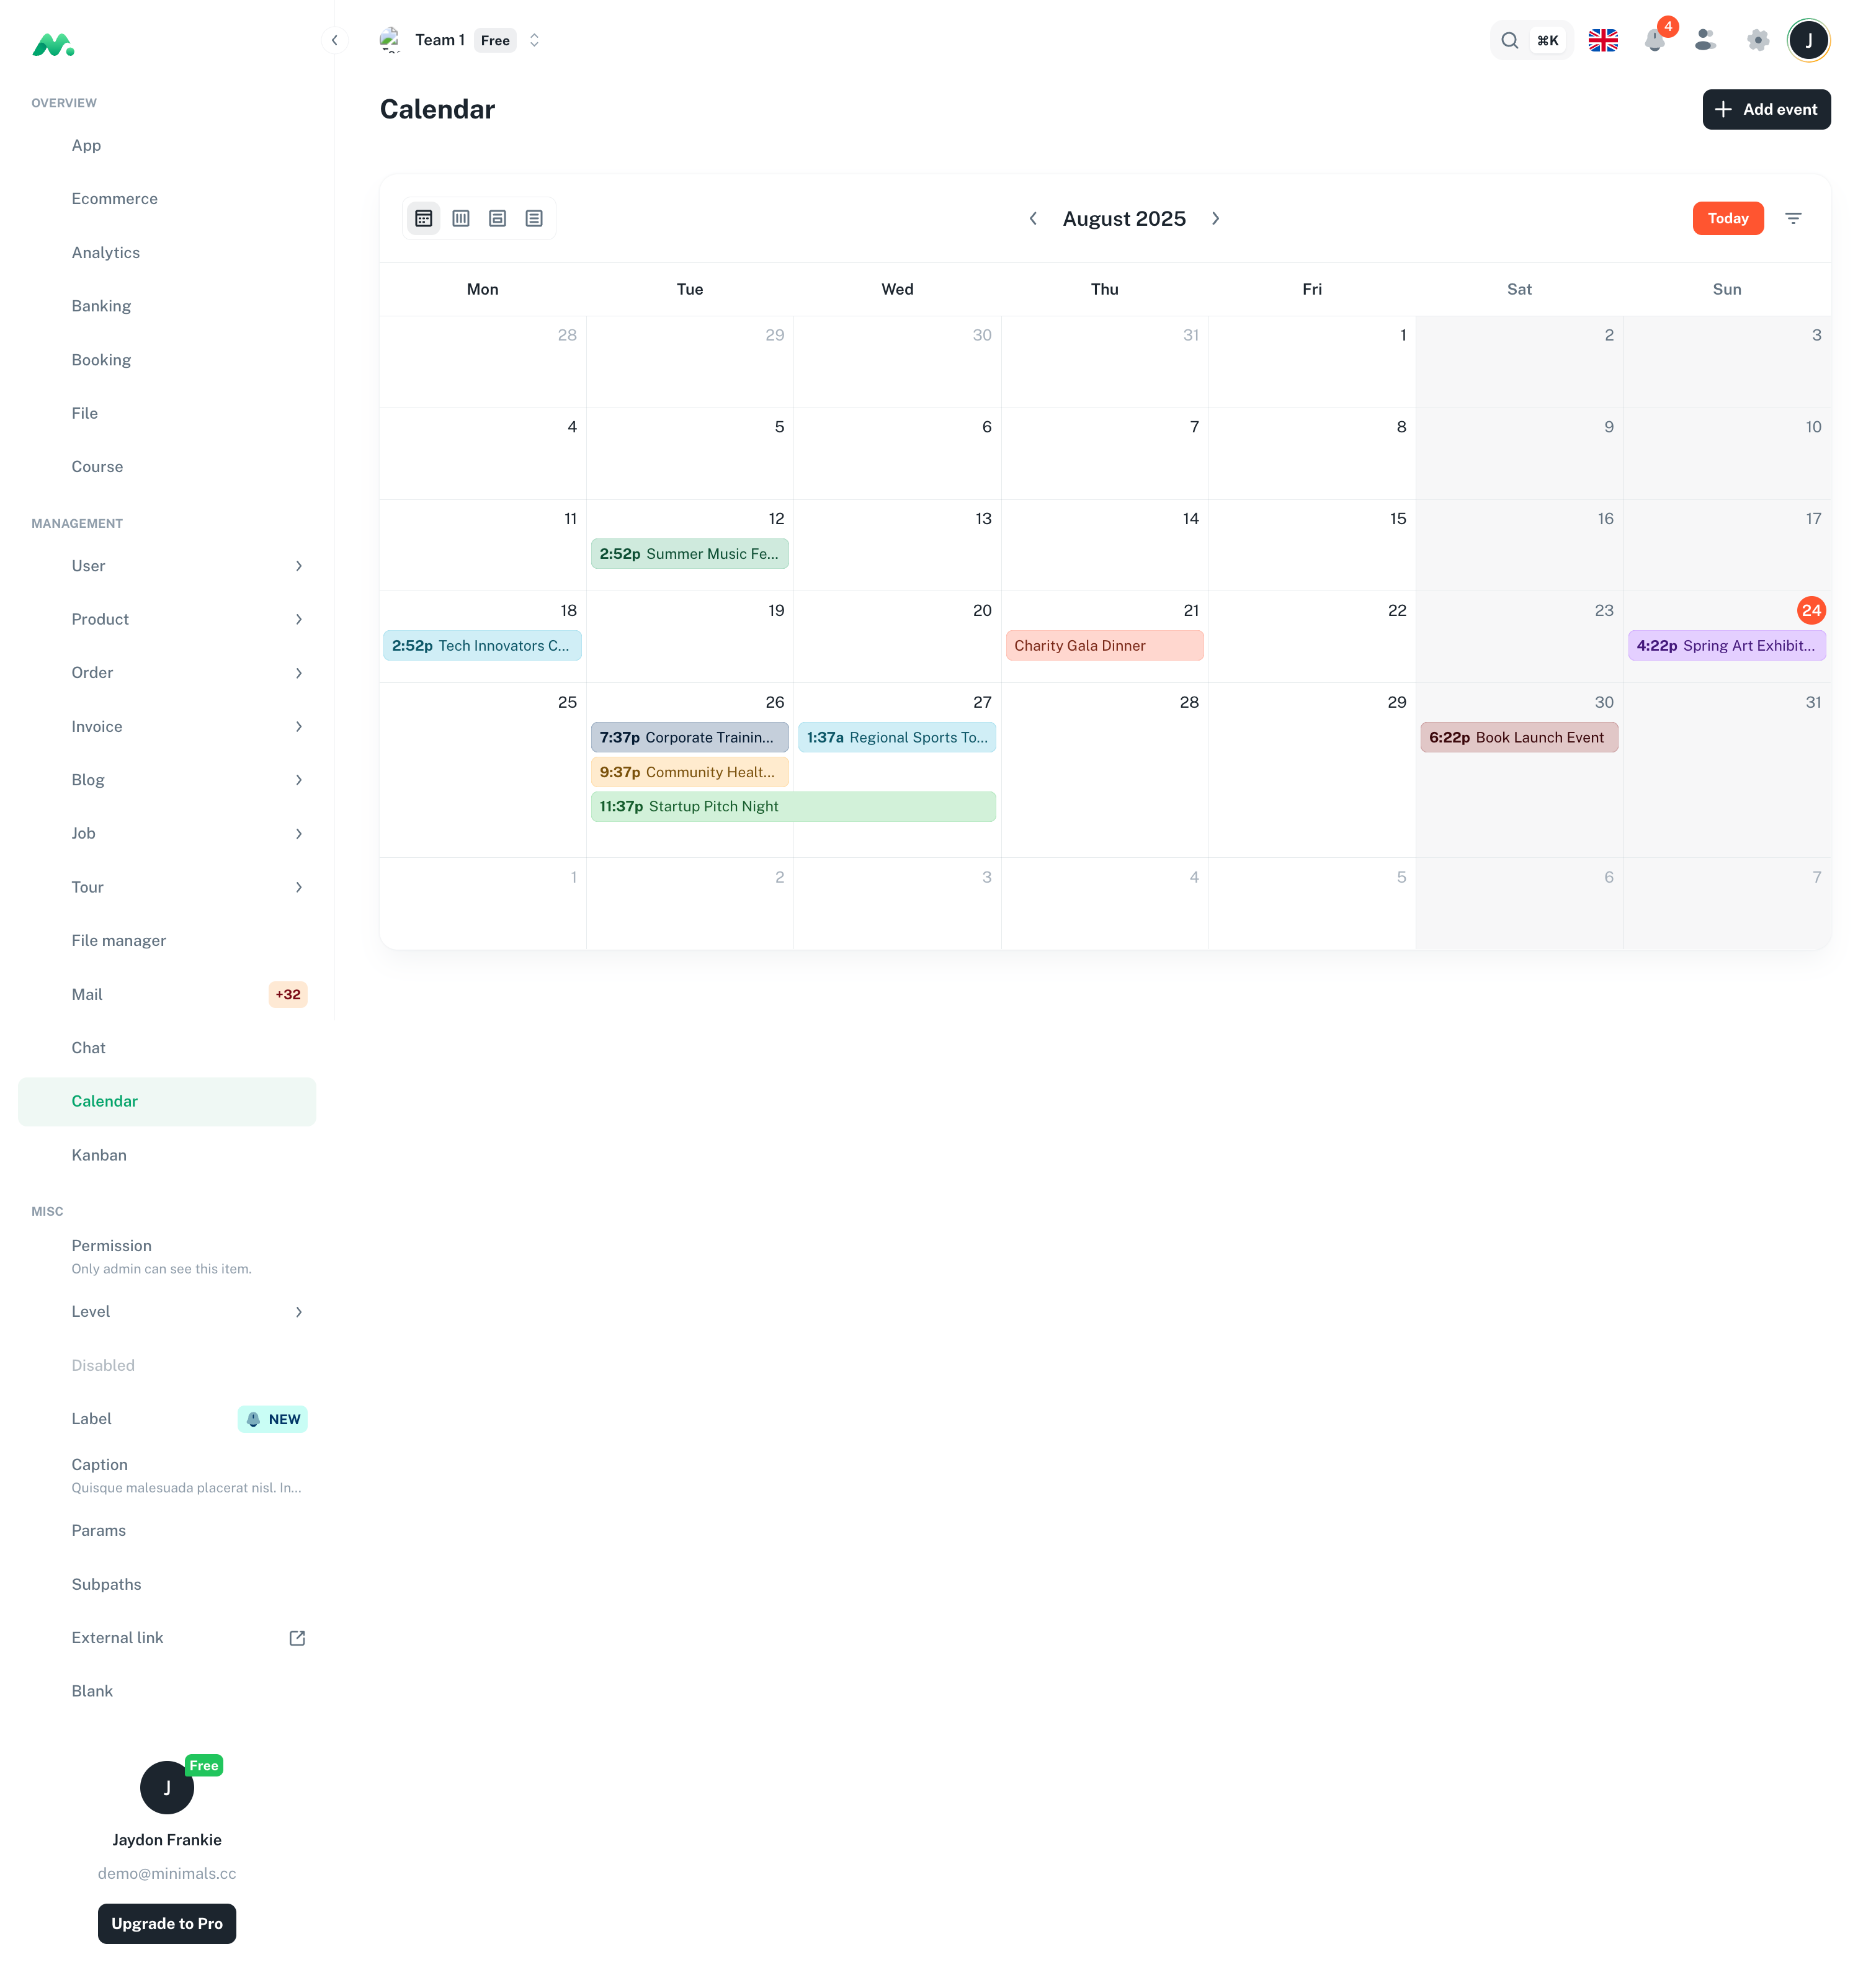 Team 1 Free
⌘K
4
J
OVERVIEW
App
Ecommerce
Analytics
Banking
Booking
File
Course
MANAGEMENT
User
Product
Order
Invoice
Blog
Job
Tour
File manager
Mail +32
Chat
Calendar
Kanban
MISC
Permission
Only admin can see this item.
Level
Disabled
Label NEW
Caption
Quisque malesuada placerat nisl. In...
Params
Subpaths
External link
Blank
Free
J
Jaydon Frankie
demo@minimals.cc
Upgrade to Pro
Calendar
Add event
August 2025
Today
Mon Tue Wed Thu Fri Sat Sun
28 29 30 31 1 2 3
4 5 6 7 8 9 10
11 12 13 14 15 16 17
2:52p Summer Music Fe...
18 19 20 21 22 23 24
2:52p Tech Innovators C... Charity Gala Dinner 4:22p Spring Art Exhibit...
25 26 27 28 29 30 31
7:37p Corporate Trainin... 1:37a Regional Sports To... 6:22p Book Launch Event
9:37p Community Healt...
11:37p Startup Pitch Night
1 2 3 4 5 6 7